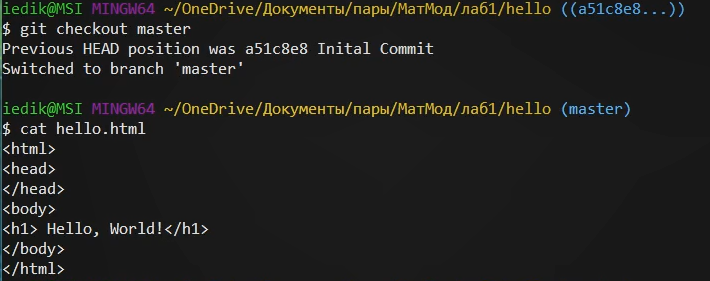 iedik@MSI MINGW64 ~/OneDrive/Документы/пары/МатМод/ла61/hello ((a51c8e8...))
$ git checkout master
Previous HEAD position was a51c8e8 Inital Commit
Switched to branch 'master'
iedik@MSI MINGW64 ~/OneDrive/Документы/пары/МатМод/ла61/hello (master)
$ cat hello.html
<html>
<head>
</head>
<body>
<h1> Hello, World!</h1>
</body>
</html>